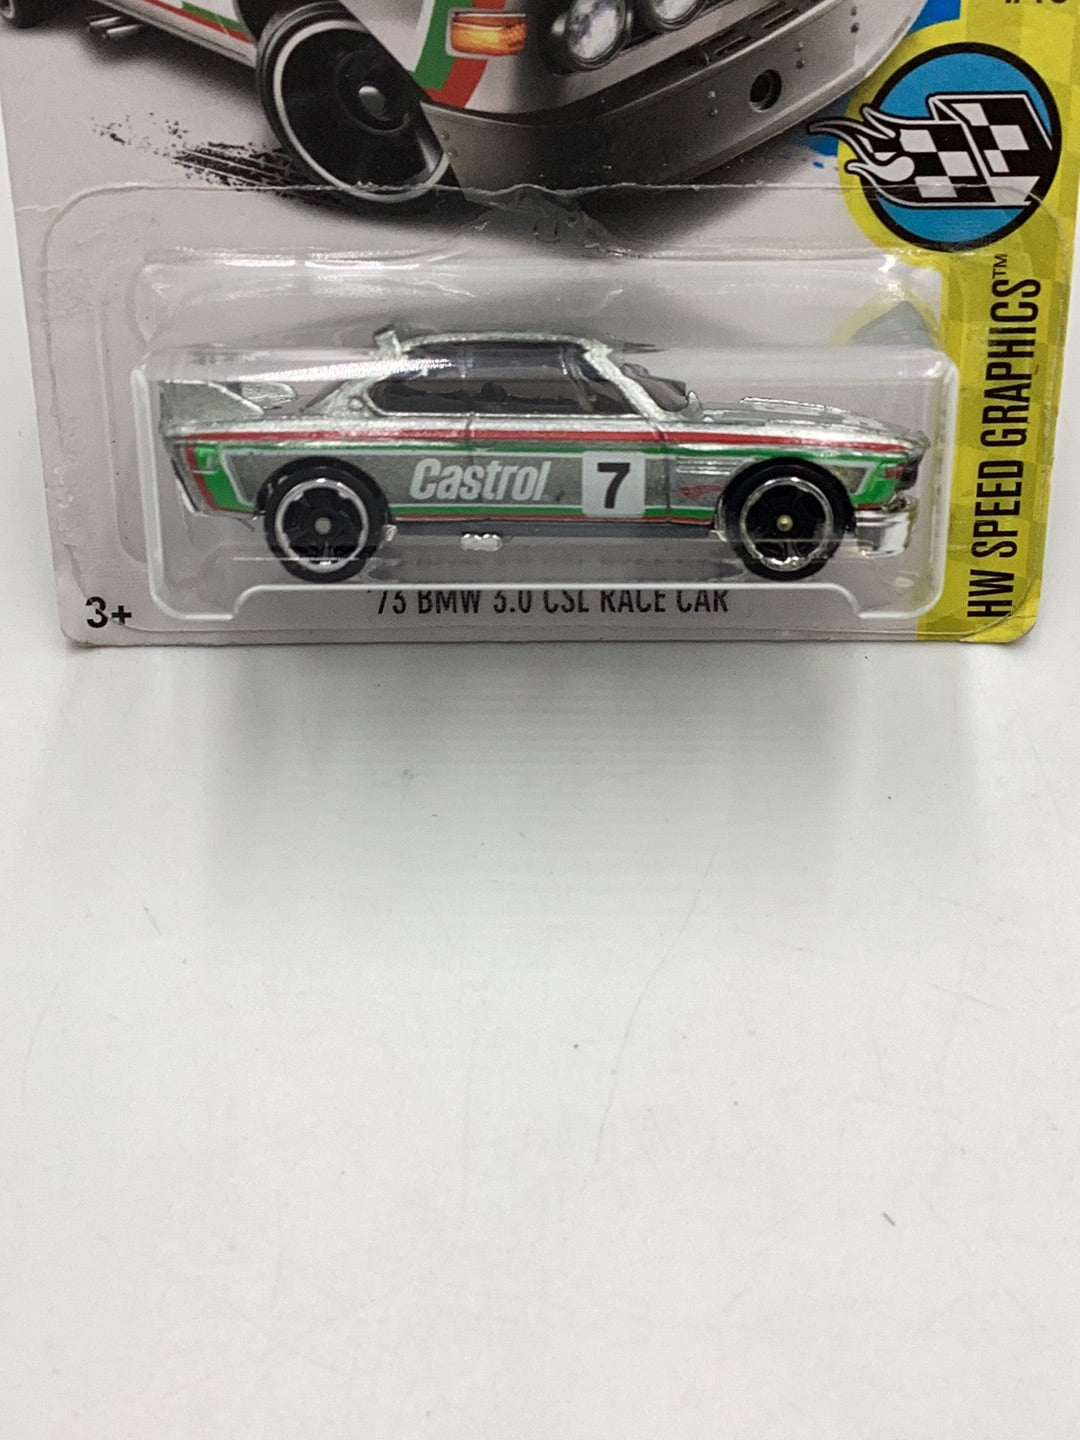 HW SPEED GRAPHICS™
Castrol
7
3+
'73 BMW 3.0 CSL RACE CAR